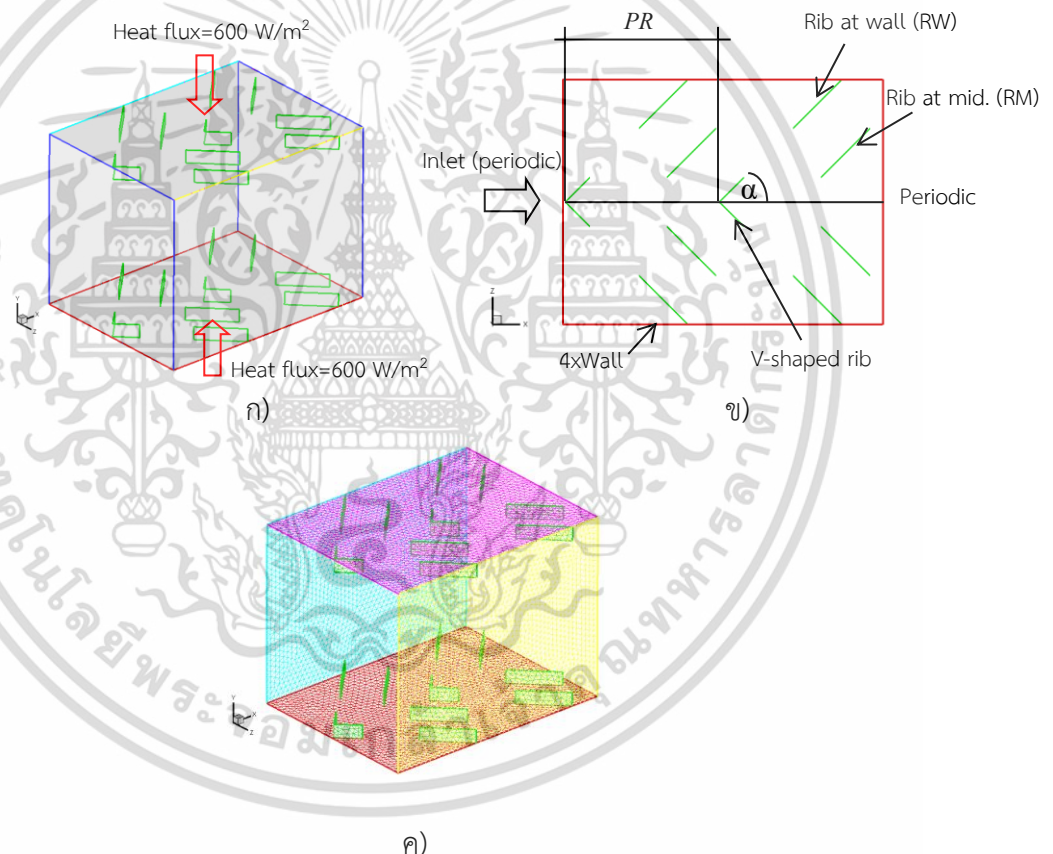 Heat flux=600 W/m²
Heat flux=600 W/m²
Y
X
Z
ก)
PR
Rib at wall (RW)
Rib at mid. (RM)
Inlet (periodic)
α
Periodic
Z
X
4xWall
V-shaped rib
ข)
Y
X
Z
ค)